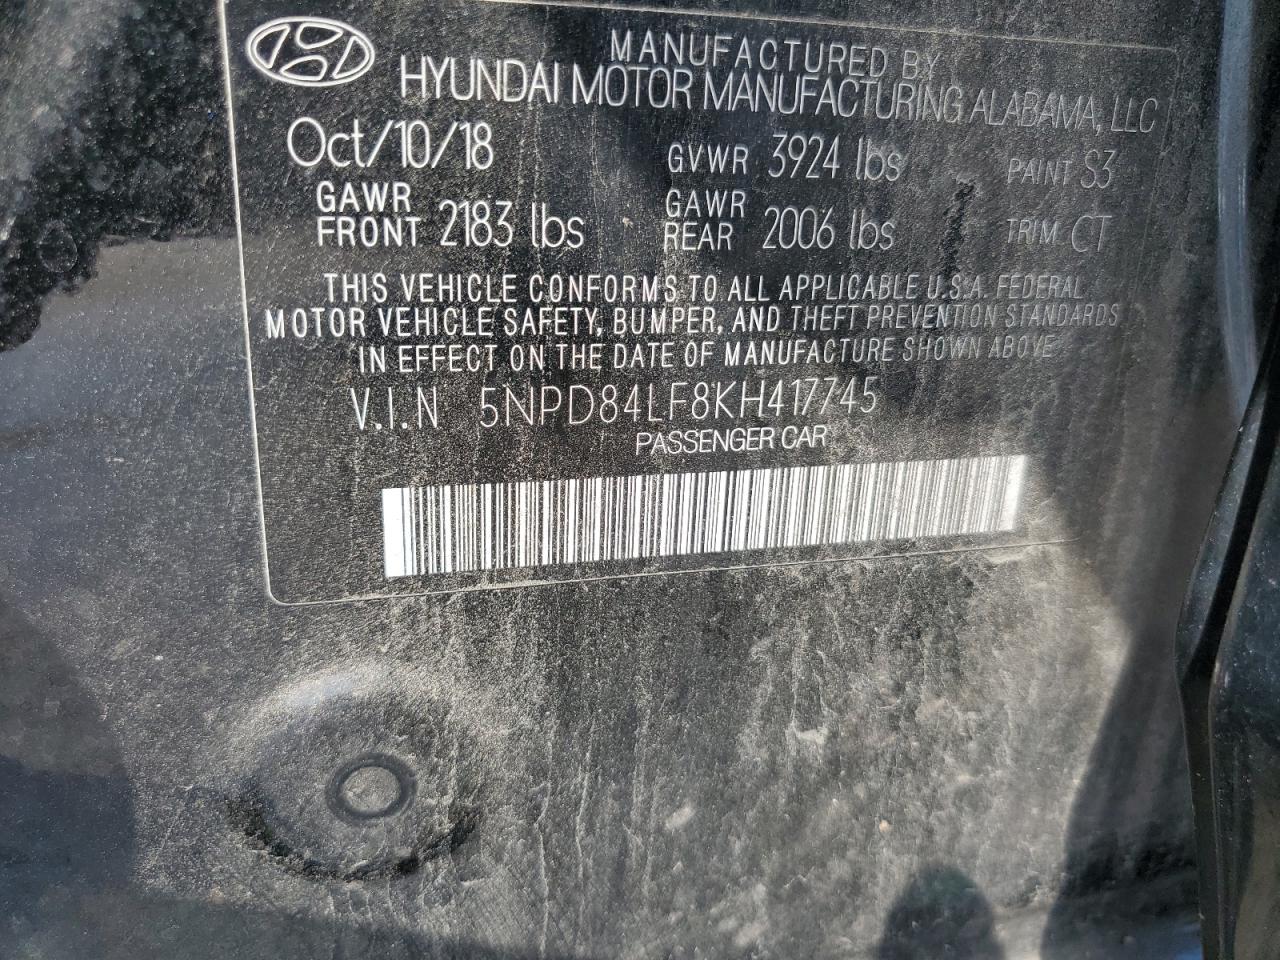 MANUFACTURED BY
HYUNDAI MOTOR MANUFACTURING ALABAMA, LLC
Oct/10/18 GVWR 3924 lbs PAINT S3
GAWR FRONT 2183 lbs GAWR REAR 2006 lbs TRIM CT
THIS VEHICLE CONFORMS TO ALL APPLICABLE U.S.A. FEDERAL
MOTOR VEHICLE SAFETY, BUMPER, AND THEFT PREVENTION STANDARDS
IN EFFECT ON THE DATE OF MANUFACTURE SHOWN ABOVE
V.I.N 5NPD84LF8KH417745
PASSENGER CAR